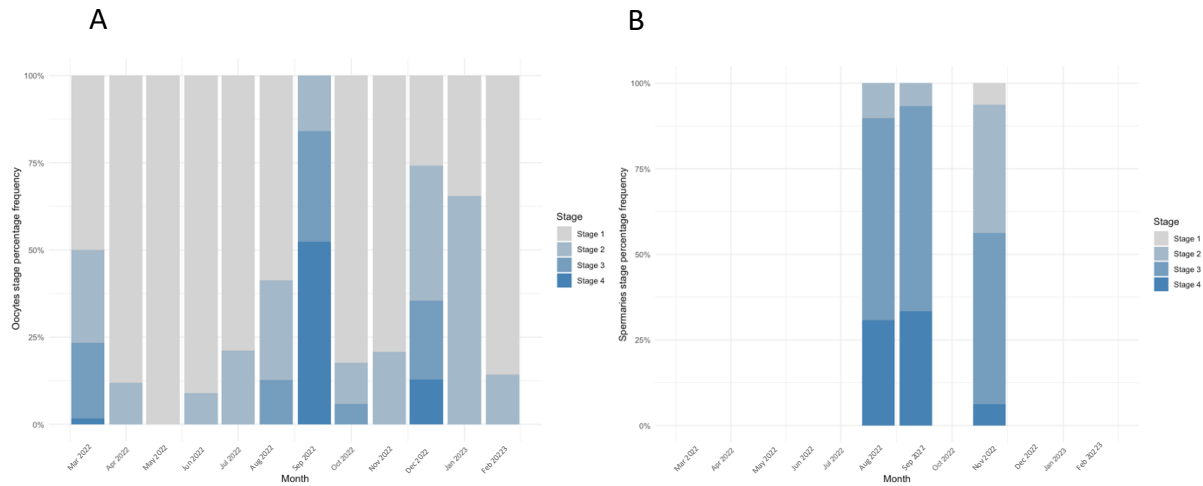 A
100%
75%
50%
25%
0%
Oocytes stage percentage frequency
Mar 2022
Apr 2022
May 2022
Jun 2022
Jul 2022
Aug 2022
Sep 2022
Oct 2022
Nov 2022
Dec 2022
Jan 2023
Feb 20223
Month
Stage
Stage 1
Stage 2
Stage 3
Stage 4
B
100%
75%
50%
25%
0%
Spermaries stage percentage frequency
Mar 2022
Apr 2022
May 2022
Jun 2022
Jul 2022
Aug 2022
Sep 2022
Oct 2022
Nov 2022
Dec 2022
Jan 2023
Feb 20223
Month
Stage
Stage 1
Stage 2
Stage 3
Stage 4